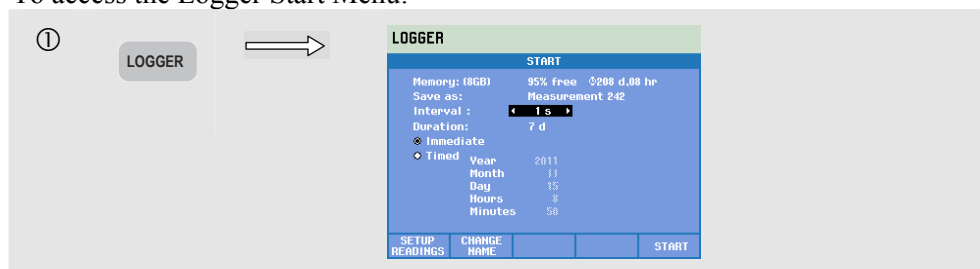 To access the Logger Start Menu:
①
LOGGER
LOGGER
START
Memory: (8GB) 95% free 208 d,08 hr
Save as: Measurement 242
Interval : 1 s
Duration: 7 d
Immediate
Timed
Year 2011
Month 11
Day 15
Hours 8
Minutes 50
SETUP READINGS
CHANGE NAME
START